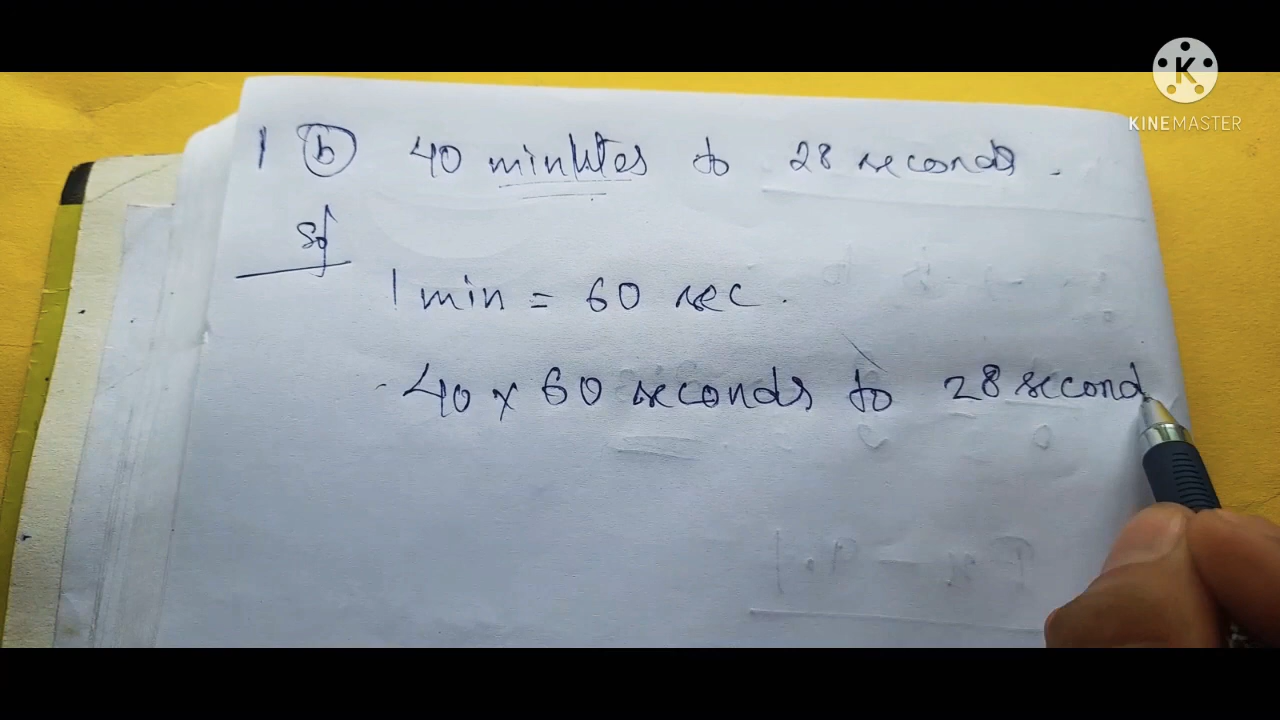 K
KINEMASTER
1 (b) 40 minutes to 28 seconds.
Sol
1 min = 60 sec.
40 × 60 seconds to 28 second